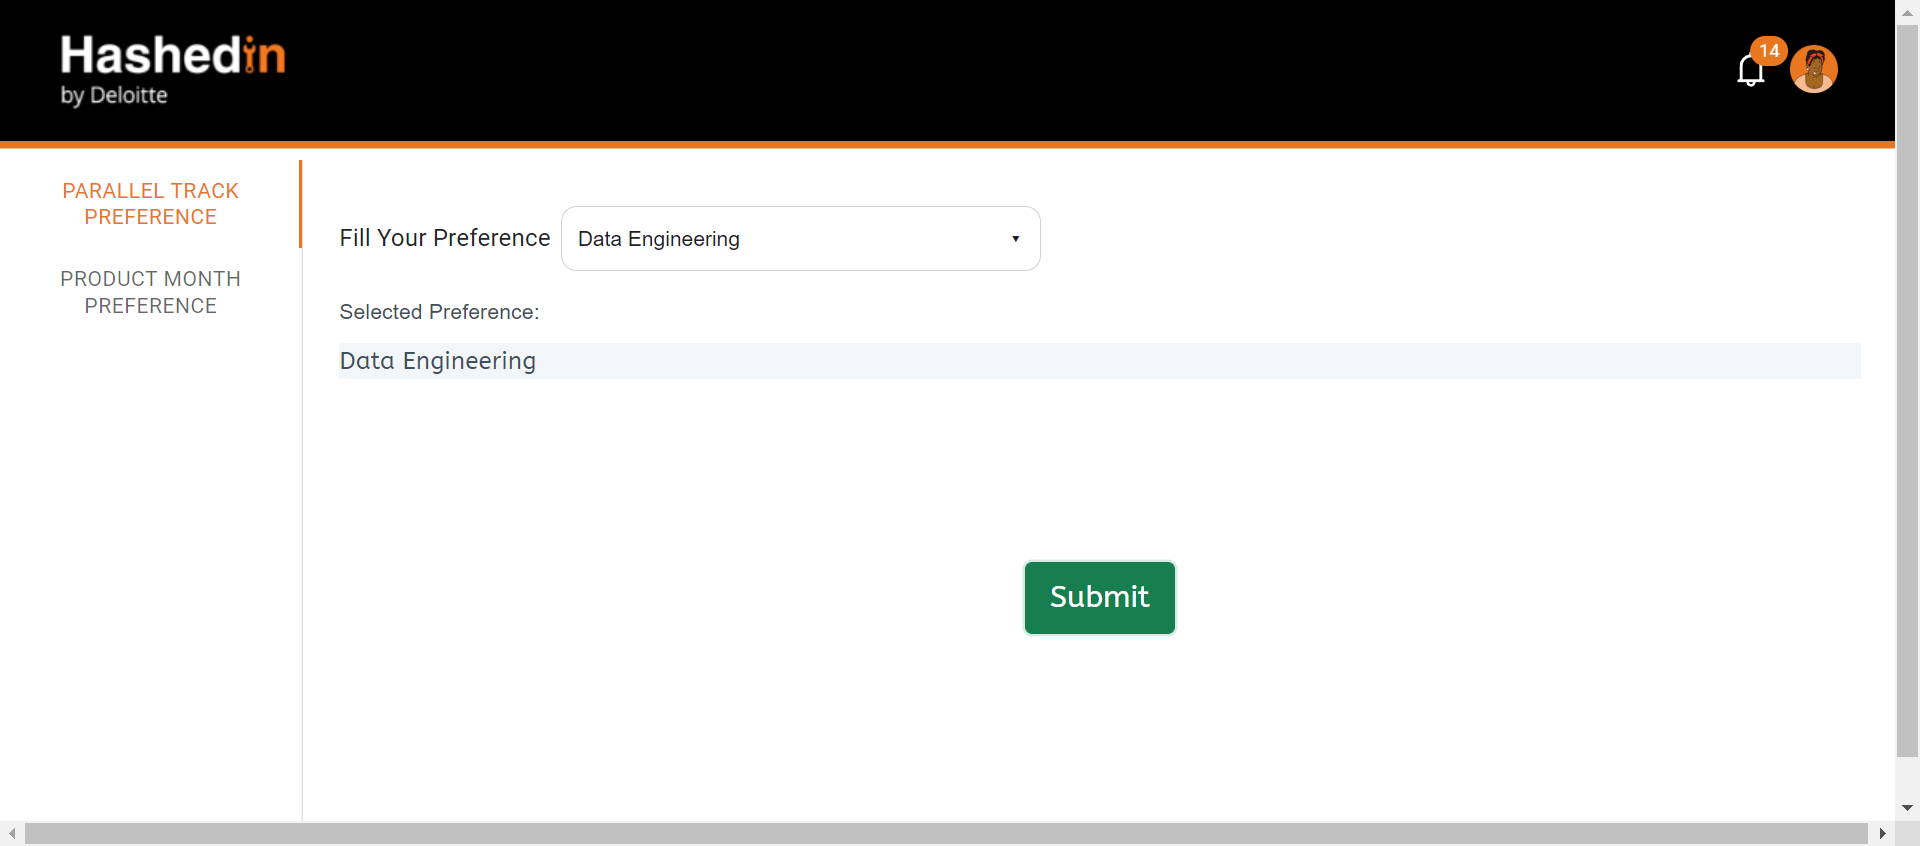 Hashedin
by Deloitte
14
PARALLEL TRACK
PREFERENCE
PRODUCT MONTH
PREFERENCE
Fill Your Preference
Data Engineering
Selected Preference:
Data Engineering
Submit